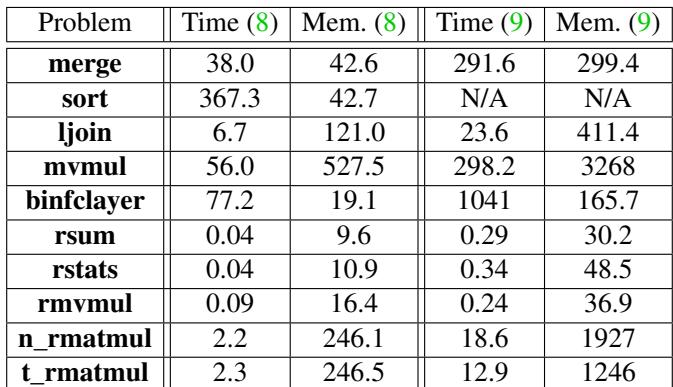 Problem Time (8) Mem. (8) Time (9) Mem. (9)
merge 38.0 42.6 291.6 299.4
sort 367.3 42.7 N/A N/A
ljoin 6.7 121.0 23.6 411.4
mvmul 56.0 527.5 298.2 3268
binfclayer 77.2 19.1 1041 165.7
rsum 0.04 9.6 0.29 30.2
rstats 0.04 10.9 0.34 48.5
rmvmul 0.09 16.4 0.24 36.9
n_rmatmul 2.2 246.1 18.6 1927
t_rmatmul 2.3 246.5 12.9 1246